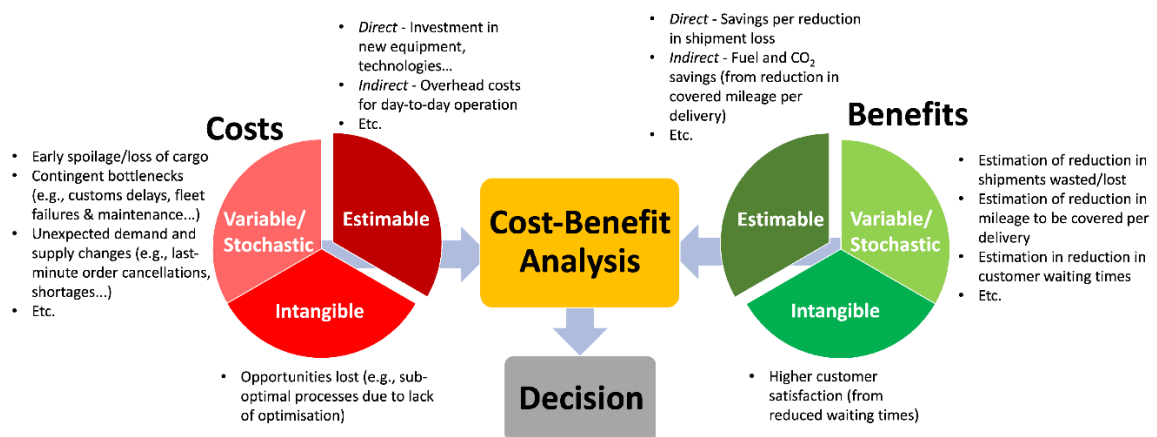 • Direct - Investment in
new equipment,
technologies...
• Indirect - Overhead costs
for day-to-day operation
• Etc.
Costs
• Early spoilage/loss of cargo
• Contingent bottlenecks
(e.g., customs delays, fleet
failures & maintenance...)
• Unexpected demand and
supply changes (e.g., last-
minute order cancellations,
shortages...)
• Etc.
Variable/
Stochastic
Estimable
Intangible
• Opportunities lost (e.g., sub-
optimal processes due to lack
of optimisation)
Cost-Benefit
Analysis
Decision
• Direct - Savings per reduction
in shipment loss
• Indirect - Fuel and CO₂
savings (from reduction in
covered mileage per
delivery)
• Etc.
Benefits
Estimable
Variable/
Stochastic
Intangible
• Estimation of reduction in
shipments wasted/lost
• Estimation of reduction in
mileage to be covered per
delivery
• Estimation in reduction in
customer waiting times
• Etc.
• Higher customer
satisfaction (from
reduced waiting times)